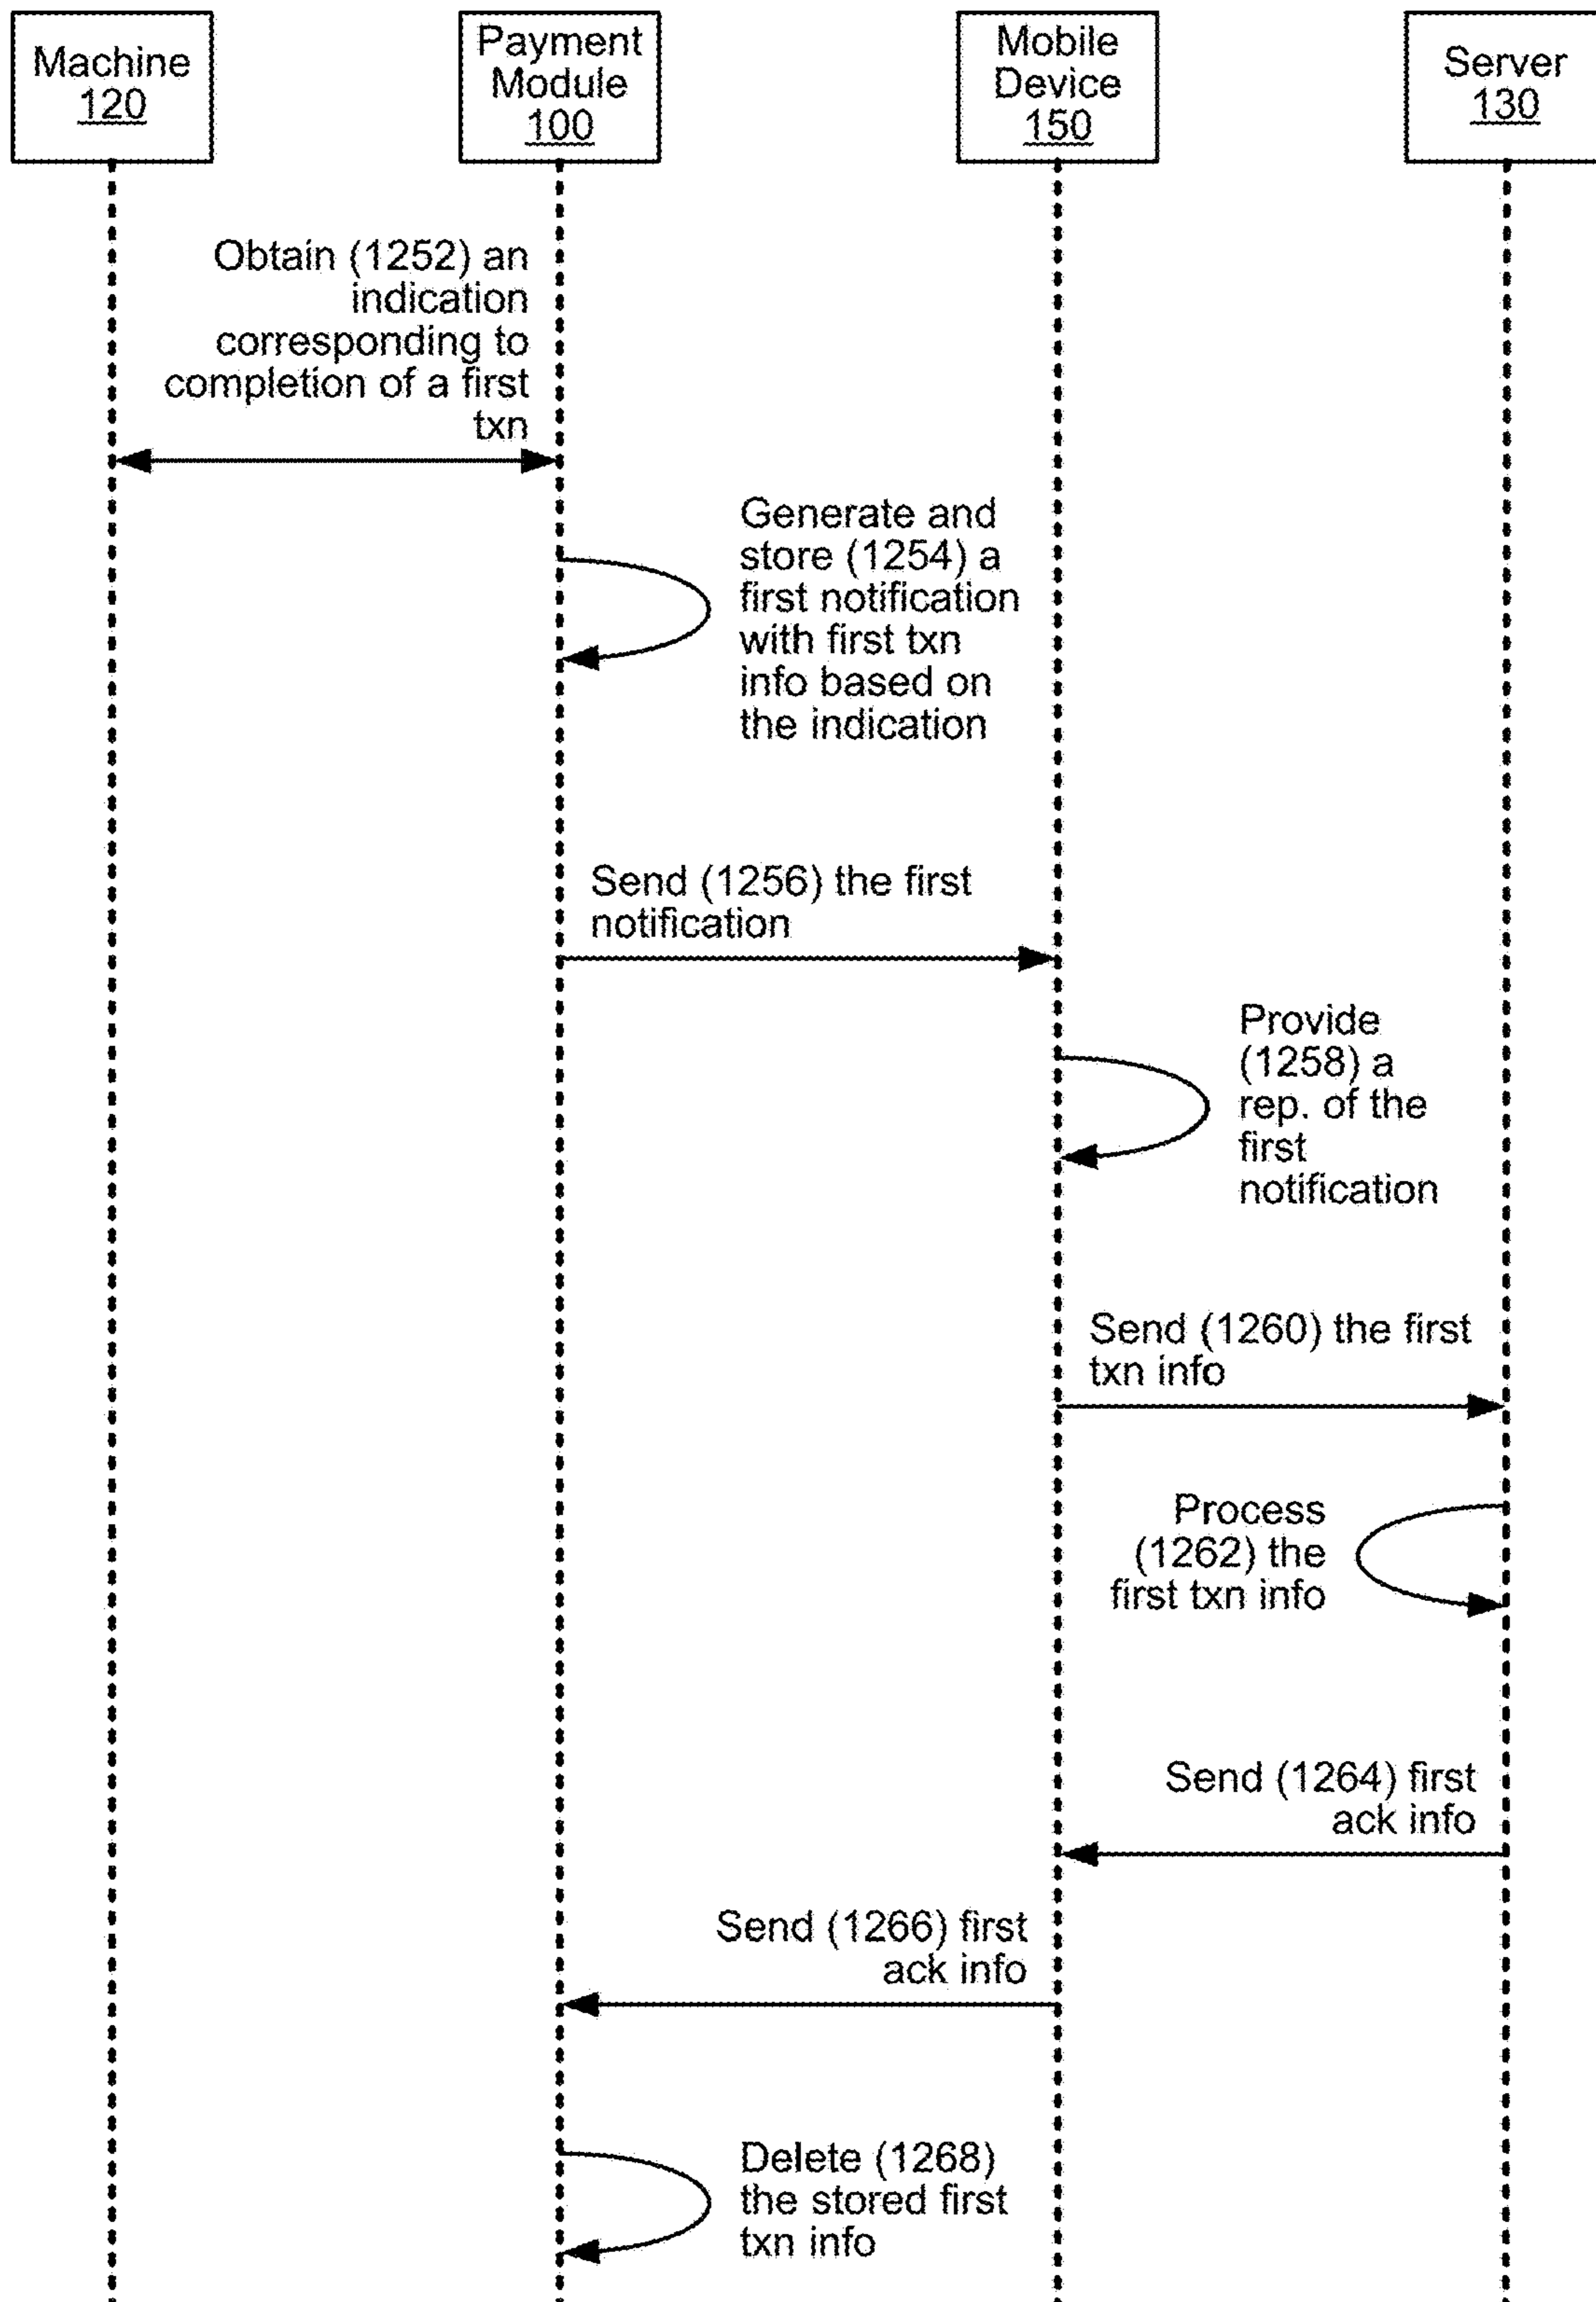 Machine
120
Payment
Module
100
Mobile
Device
150
Server
130
Obtain (1252) an
indication
corresponding to
completion of a first
txn
Generate and
store (1254) a
first notification
with first txn
info based on
the indication
Send (1256) the first
notification
Provide
(1258) a
rep. of the
first
notification
Send (1260) the first
txn info
Process
(1262) the
first txn info
Send (1264) first
ack info
Send (1266) first
ack info
Delete (1268)
the stored first
txn info